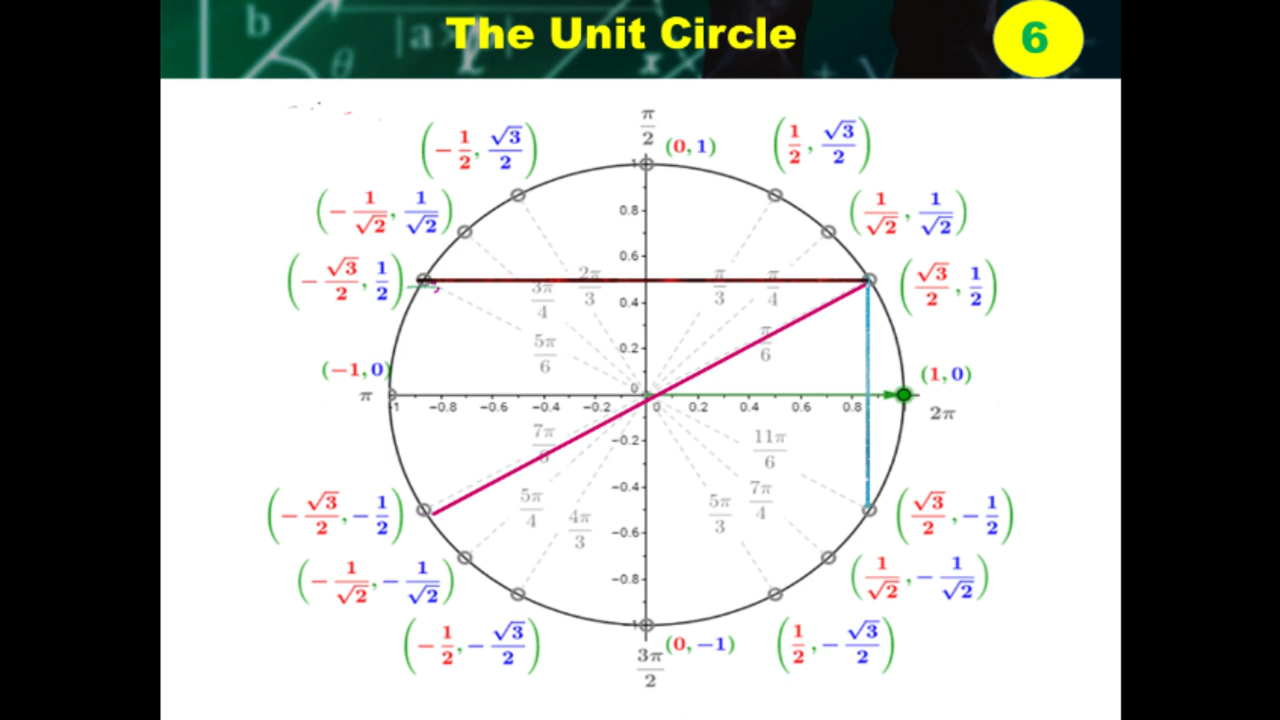 b
θ
|a
x
The Unit Circle
6
π/2
(0, 1)
(-1/2, √3/2)
(1/2, √3/2)
(-1/√2, 1/√2)
(1/√2, 1/√2)
(-√3/2, 1/2)
(√3/2, 1/2)
1
0.8
0.6
0.4
0.2
0
2π/3
3π/4
5π/6
π/3
π/4
π/6
(-1, 0)
π
(1, 0)
2π
-1 -0.8 -0.6 -0.4 -0.2 0 0.2 0.4 0.6 0.8 1
-0.2
-0.4
-0.6
-0.8
-1
7π/6
5π/4
4π/3
5π/3
7π/4
11π/6
(-√3/2, -1/2)
(√3/2, -1/2)
(-1/√2, -1/√2)
(1/√2, -1/√2)
(-1/2, -√3/2)
(1/2, -√3/2)
(0, -1)
3π/2